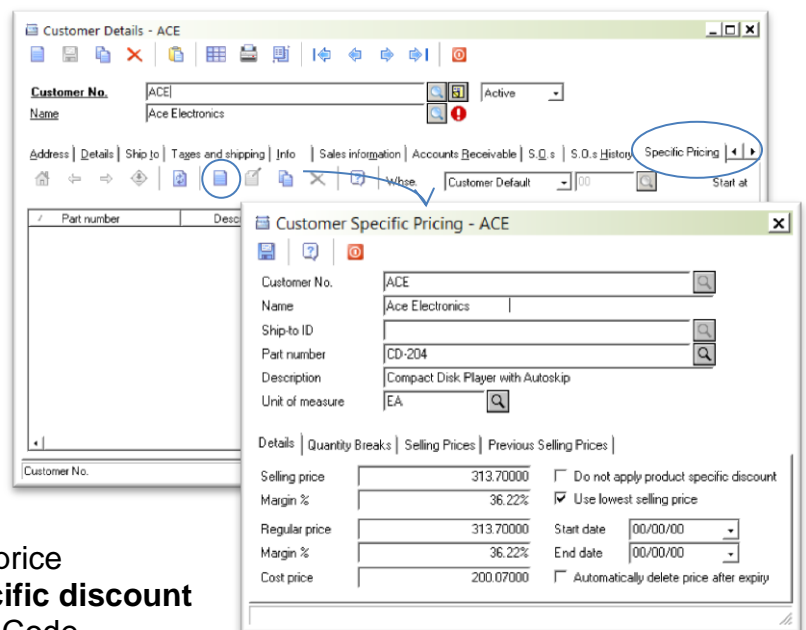 Customer Details - ACE
Customer No. ACE Active
Name Ace Electronics
Address Details Ship to Taxes and shipping Info Sales information Accounts Receivable S.O.s S.O.s History Specific Pricing
Whse. Customer Default 00 Start at
Part number
Customer No.
Customer Specific Pricing - ACE
Customer No. ACE
Name Ace Electronics
Ship-to ID
Part number CD-204
Description Compact Disk Player with Autoskip
Unit of measure EA
Details Quantity Breaks Selling Prices Previous Selling Prices
Selling price 313.70000 Do not apply product specific discount
Margin % 36.22% Use lowest selling price
Regular price 313.70000 Start date 00/00/00
Margin % 36.22% End date 00/00/00
Cost price 200.07000 Automatically delete price after expiry
discount